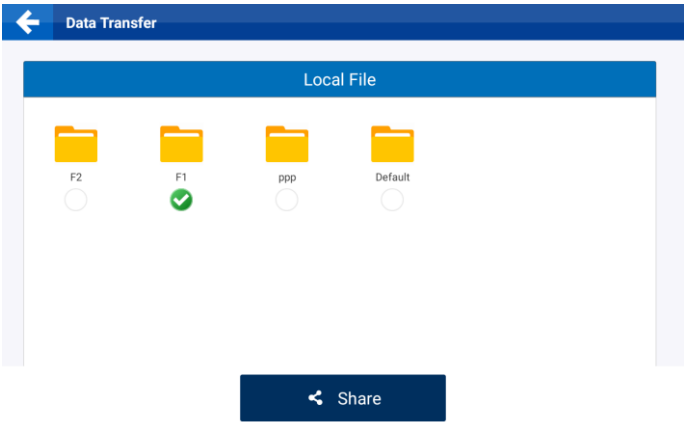 Data Transfer
Local File
F2
F1
ppp
Default
Share